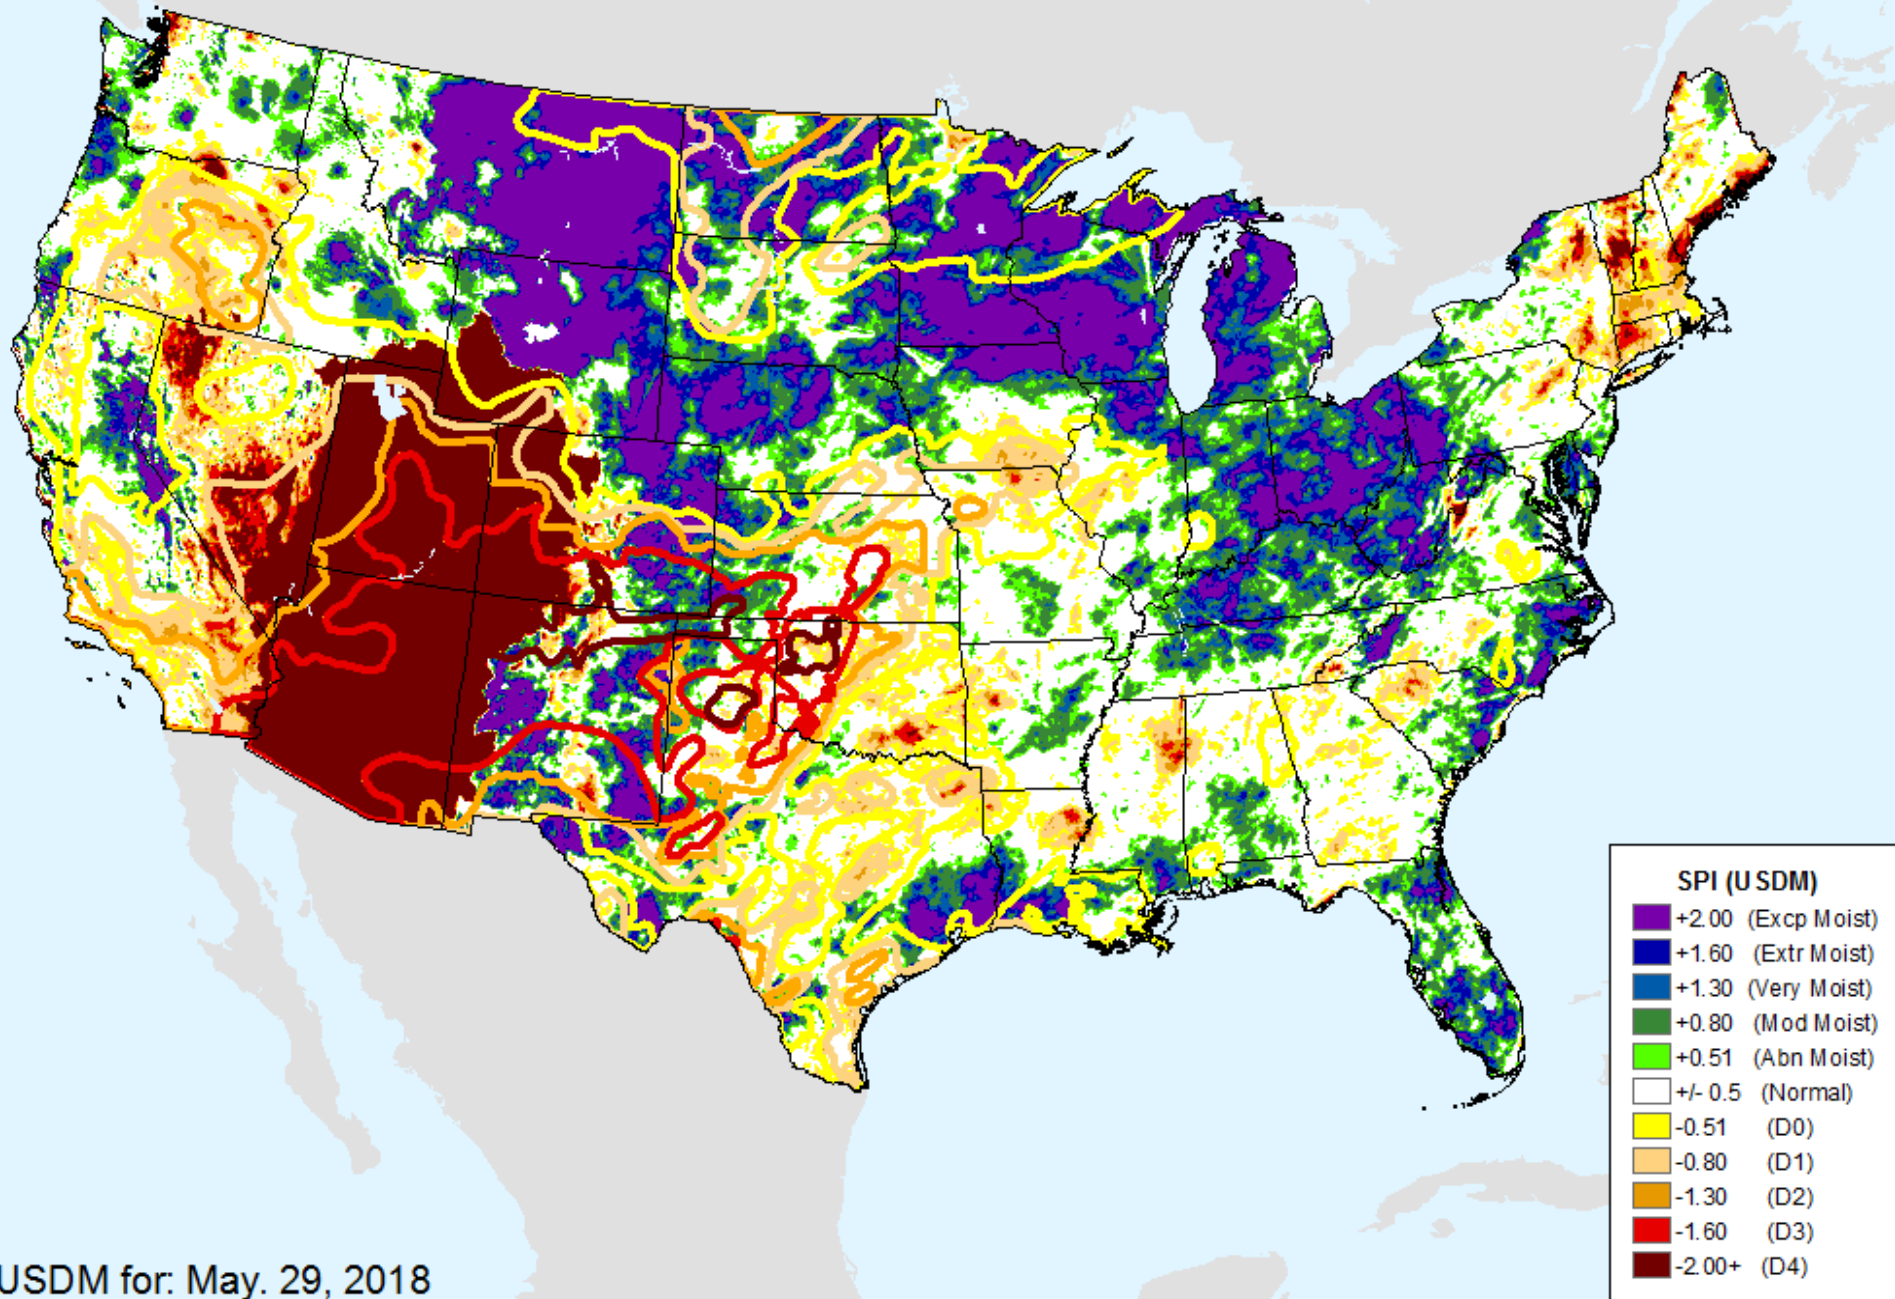 SPI (USDM)
+2.00 (Excp Moist)
+1.60 (Extr Moist)
+1.30 (Very Moist)
+0.80 (Mod Moist)
+0.51 (Abn Moist)
+/- 0.5 (Normal)
-0.51 (D0)
-0.80 (D1)
-1.30 (D2)
-1.60 (D3)
-2.00+ (D4)
USDM for: May. 29, 2018